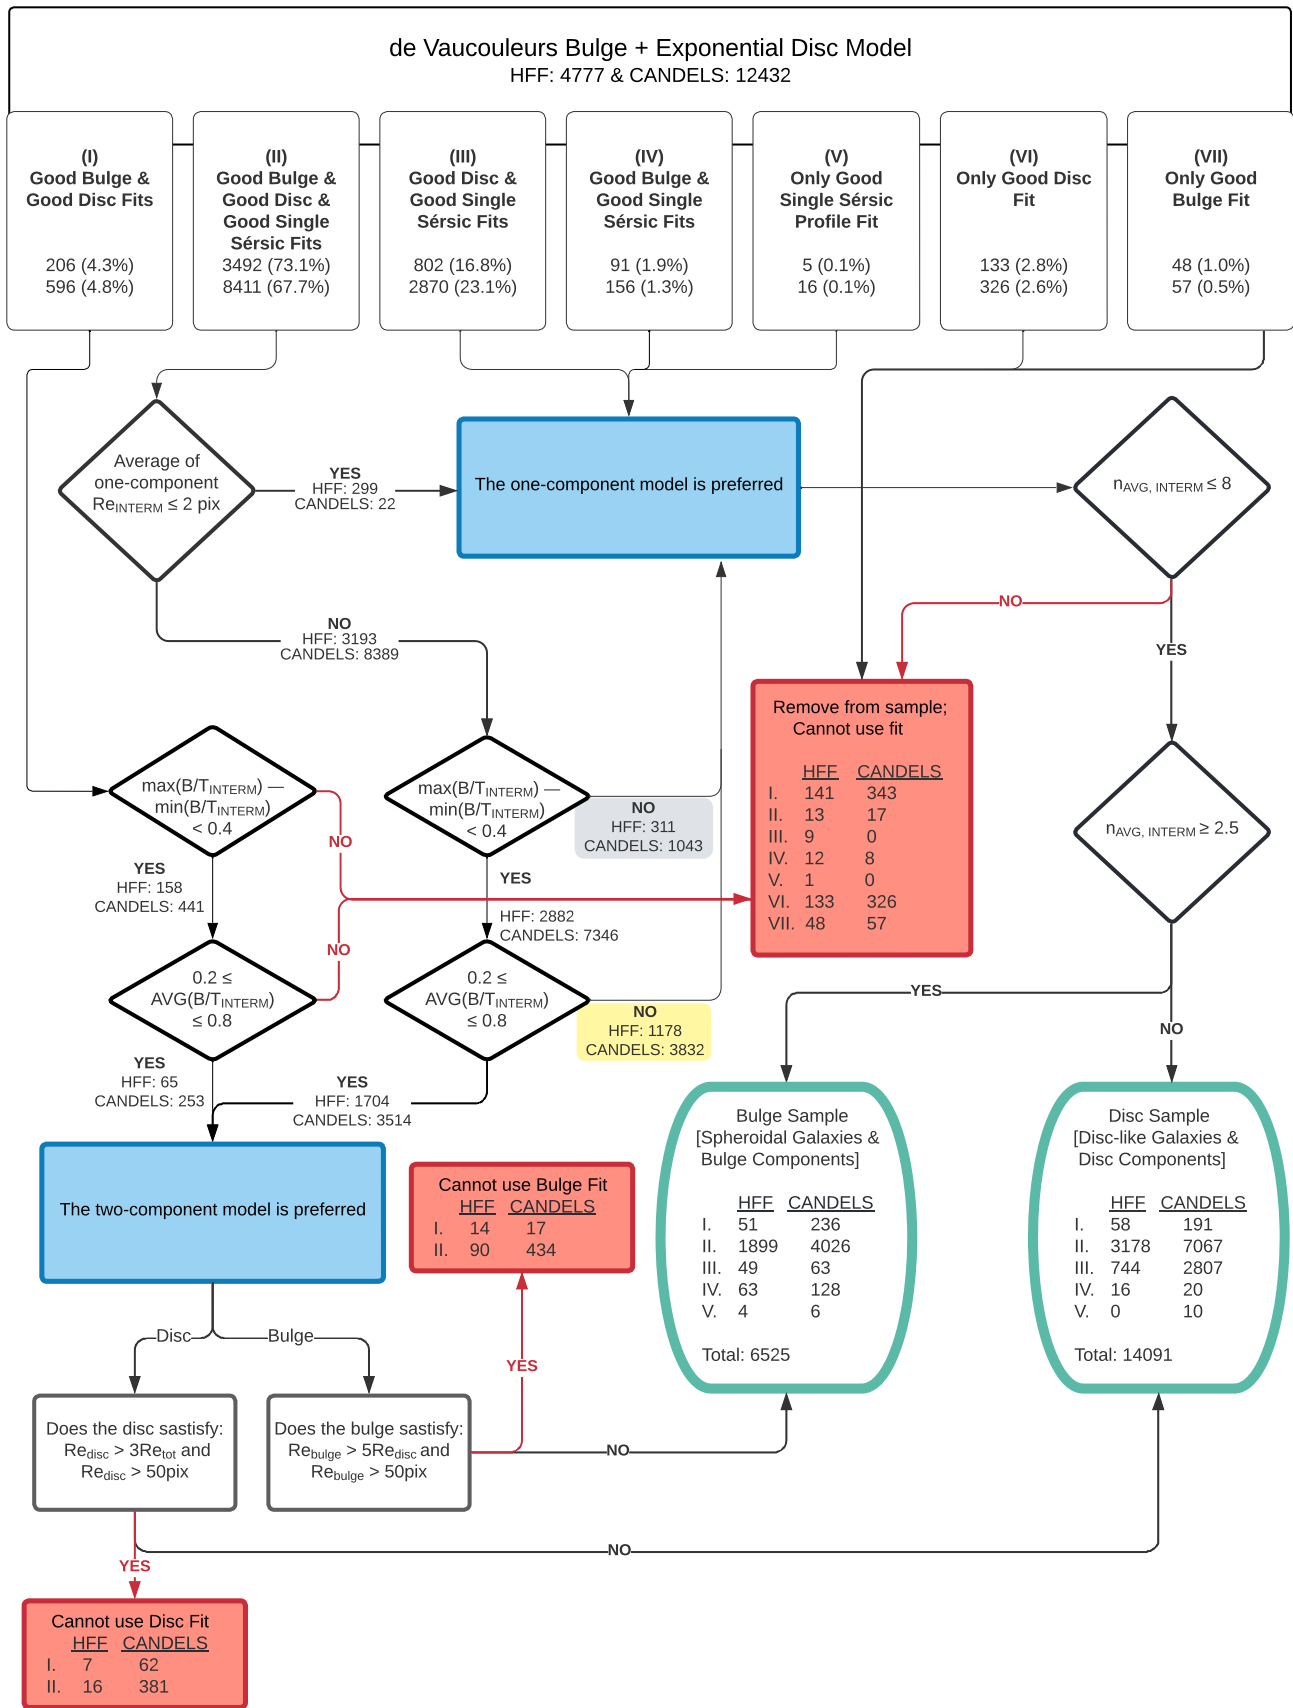 de Vaucouleurs Bulge + Exponential Disc Model
HFF: 4777 & CANDELS: 12432
(I)
Good Bulge &
Good Disc Fits
206 (4.3%)
596 (4.8%)
(II)
Good Bulge &
Good Disc &
Good Single
Sérsic Fits
3492 (73.1%)
8411 (67.7%)
(III)
Good Disc &
Good Single
Sérsic Fits
802 (16.8%)
2870 (23.1%)
(IV)
Good Bulge &
Good Single
Sérsic Fits
91 (1.9%)
156 (1.3%)
(V)
Only Good
Single Sérsic
Profile Fit
5 (0.1%)
16 (0.1%)
(VI)
Only Good Disc
Fit
133 (2.8%)
326 (2.6%)
(VII)
Only Good
Bulge Fit
48 (1.0%)
57 (0.5%)
Average of
one-component
Re_INTERM ≤ 2 pix
YES
HFF: 299
CANDELS: 22
The one-component model is preferred
n_AVG, INTERM ≤ 8
NO
HFF: 3193
CANDELS: 8389
NO
YES
max(B/T_INTERM) —
min(B/T_INTERM)
< 0.4
NO
YES
HFF: 158
CANDELS: 441
max(B/T_INTERM) —
min(B/T_INTERM)
< 0.4
NO
HFF: 311
CANDELS: 1043
YES
HFF: 2882
CANDELS: 7346
Remove from sample;
Cannot use fit
HFF CANDELS
I. 141 343
II. 13 17
III. 9 0
IV. 12 8
V. 1 0
VI. 133 326
VII. 48 57
n_AVG, INTERM ≥ 2.5
NO
0.2 ≤
AVG(B/T_INTERM)
≤ 0.8
YES
HFF: 65
CANDELS: 253
0.2 ≤
AVG(B/T_INTERM)
≤ 0.8
NO
HFF: 1178
CANDELS: 3832
YES
HFF: 1704
CANDELS: 3514
YES
NO
The two-component model is preferred
Cannot use Bulge Fit
HFF CANDELS
I. 14 17
II. 90 434
Bulge Sample
[Spheroidal Galaxies &
Bulge Components]
HFF CANDELS
I. 51 236
II. 1899 4026
III. 49 63
IV. 63 128
V. 4 6
Total: 6525
Disc Sample
[Disc-like Galaxies &
Disc Components]
HFF CANDELS
I. 58 191
II. 3178 7067
III. 744 2807
IV. 16 20
V. 0 10
Total: 14091
Disc
Bulge
YES
Does the disc sastisfy:
Re_disc > 3Re_tot and
Re_disc > 50pix
Does the bulge sastisfy:
Re_bulge > 5Re_disc and
Re_bulge > 50pix
NO
NO
YES
Cannot use Disc Fit
HFF CANDELS
I. 7 62
II. 16 381